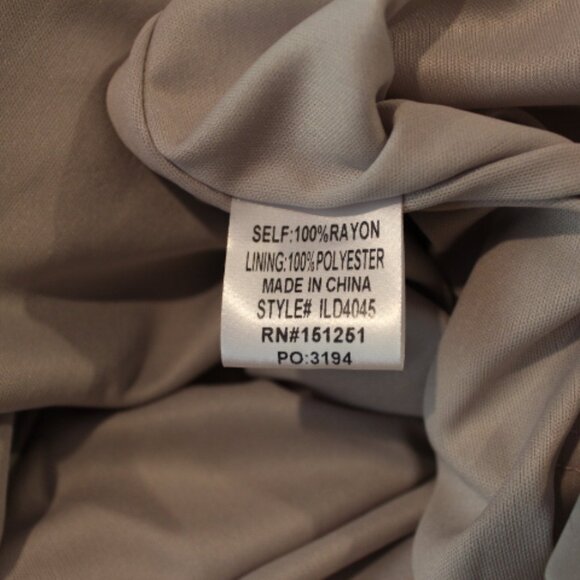 SELF:100%RAYON
LINING:100%POLYESTER
MADE IN CHINA
STYLE# ILD4045
RN#151251
PO:3194